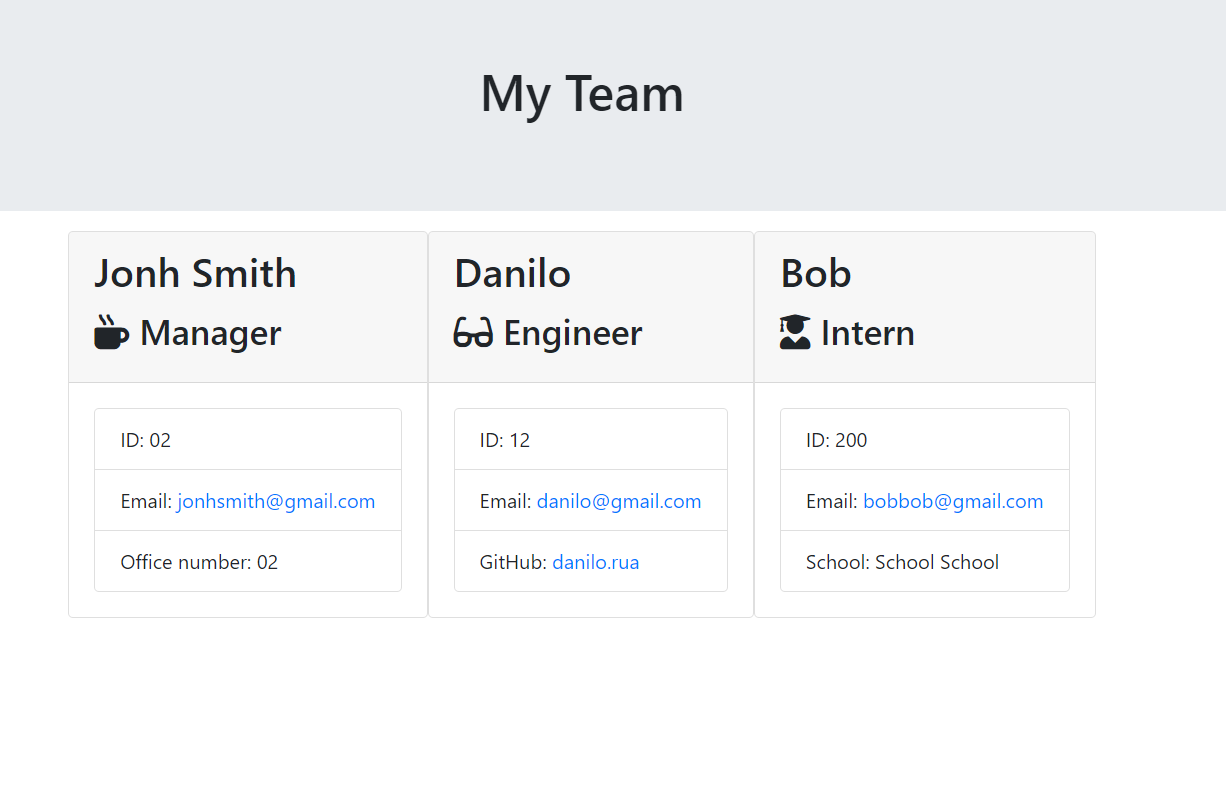 My Team
Jonh Smith
Manager
ID: 02
Email: jonhsmith@gmail.com
Office number: 02
Danilo
Engineer
ID: 12
Email: danilo@gmail.com
GitHub: danilo.rua
Bob
Intern
ID: 200
Email: bobbob@gmail.com
School: School School